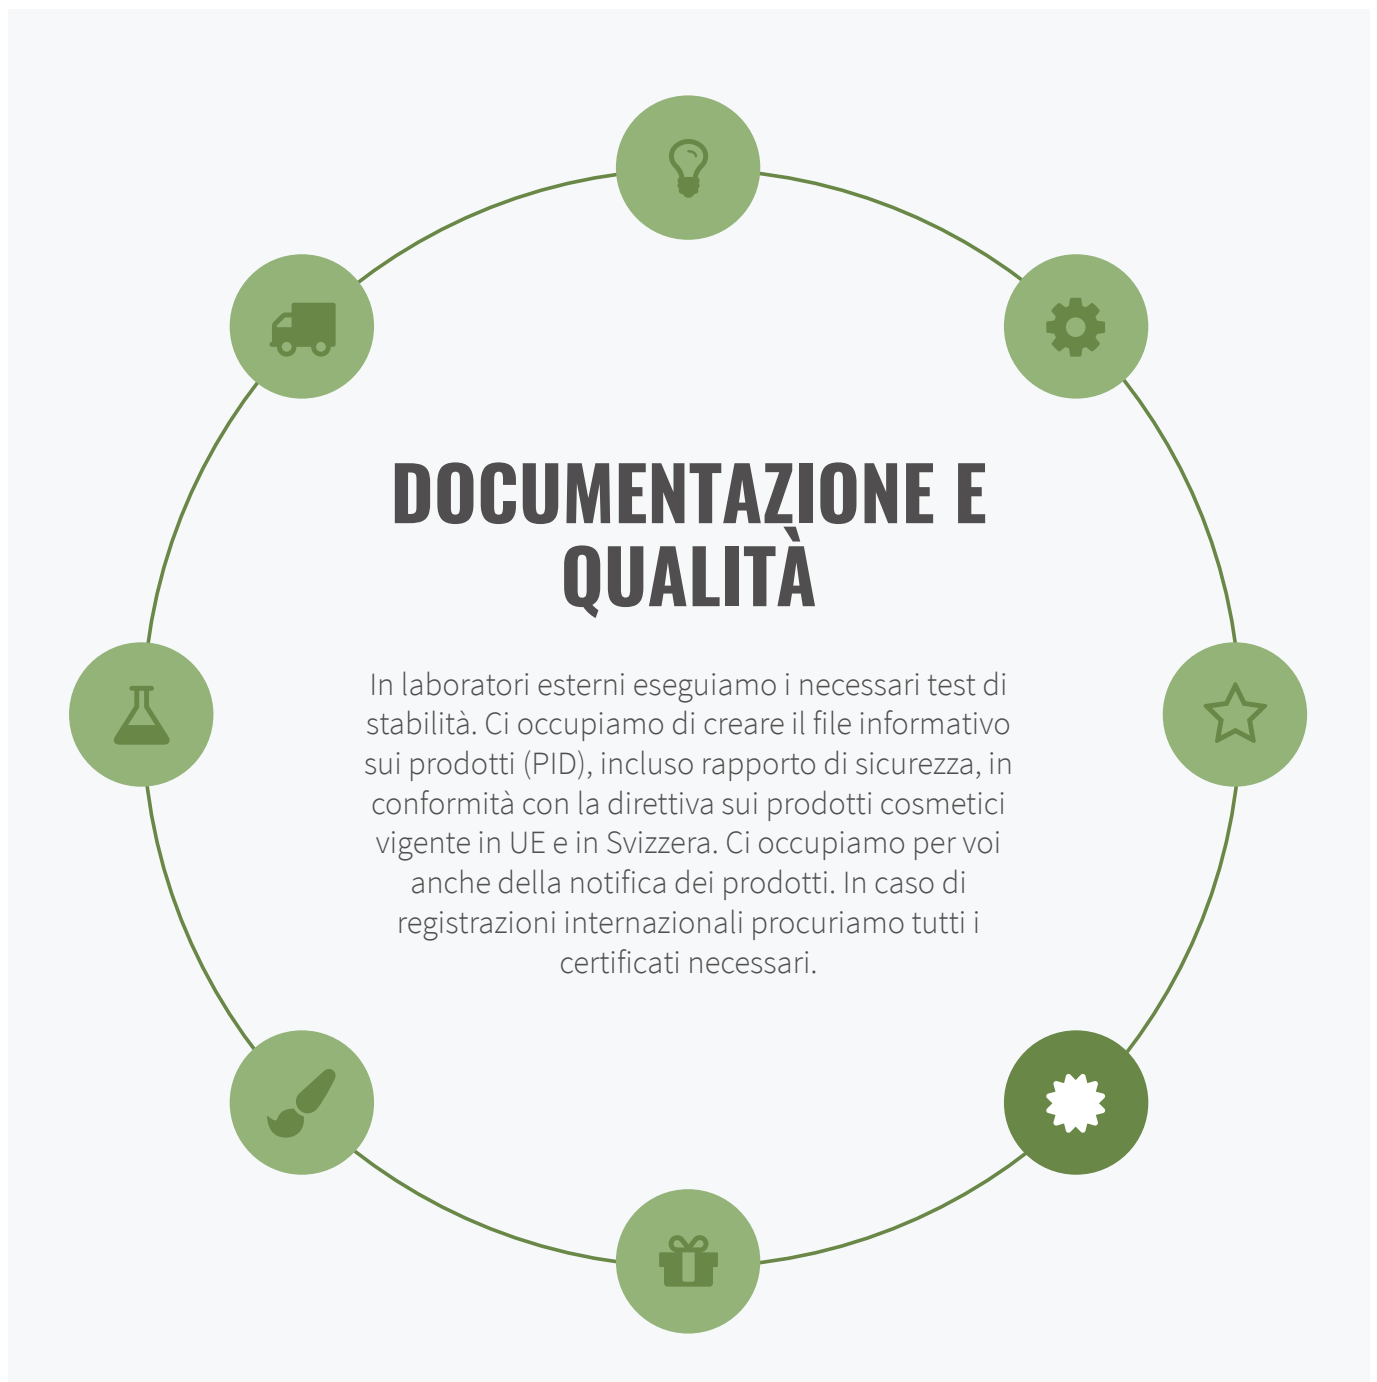 DOCUMENTAZIONE E
QUALITÀ
In laboratori esterni eseguiamo i necessari test di
stabilità. Ci occupiamo di creare il file informativo
sui prodotti (PID), incluso rapporto di sicurezza, in
conformità con la direttiva sui prodotti cosmetici
vigente in UE e in Svizzera. Ci occupiamo per voi
anche della notifica dei prodotti. In caso di
registrazioni internazionali procuriamo tutti i
certificati necessari.